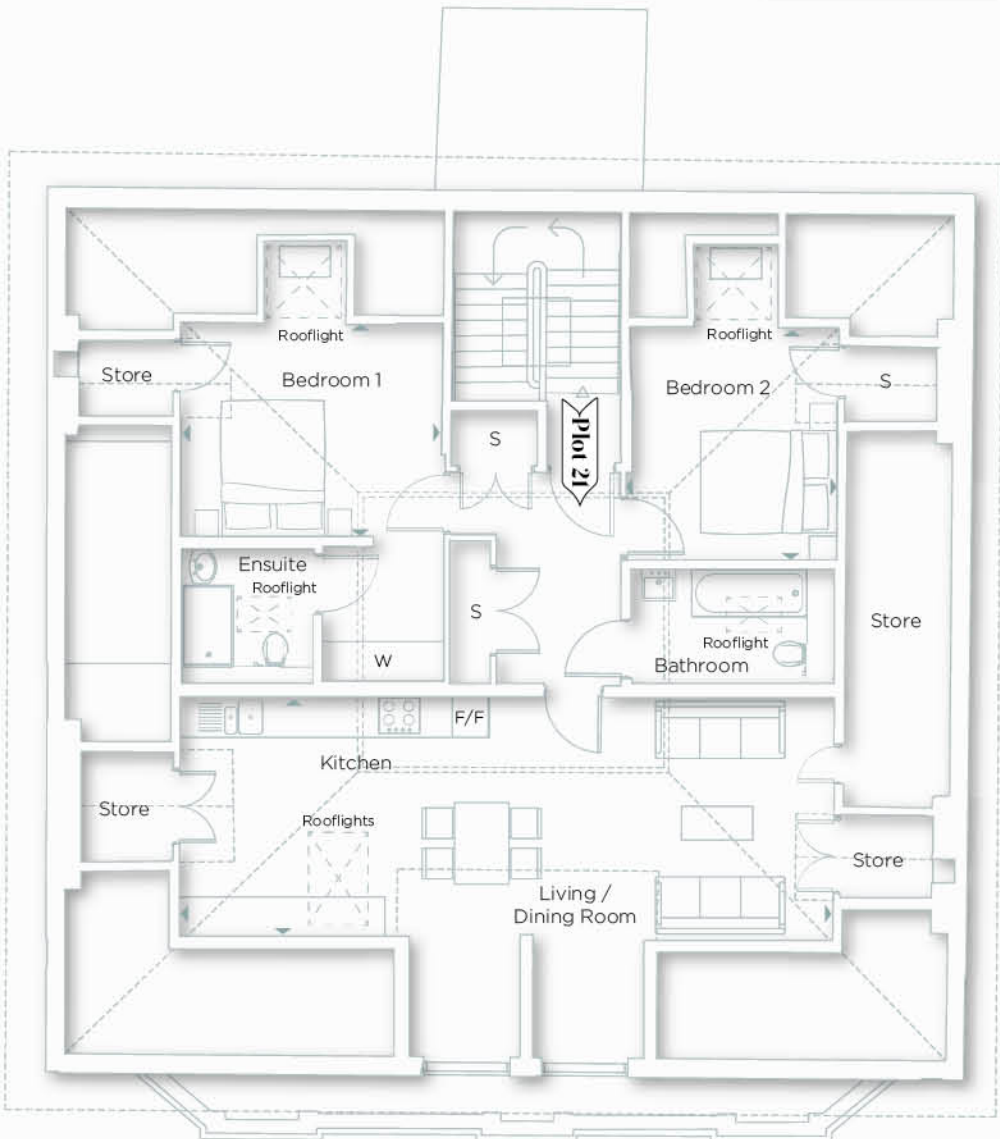 Rooflight
Rooflight
Store
Bedroom 1
Bedroom 2
S
S
Plot 21
Ensuite
Rooflight
S
Store
W
Rooflight
Bathroom
F/F
Kitchen
Store
Rooflights
Store
Living /
Dining Room